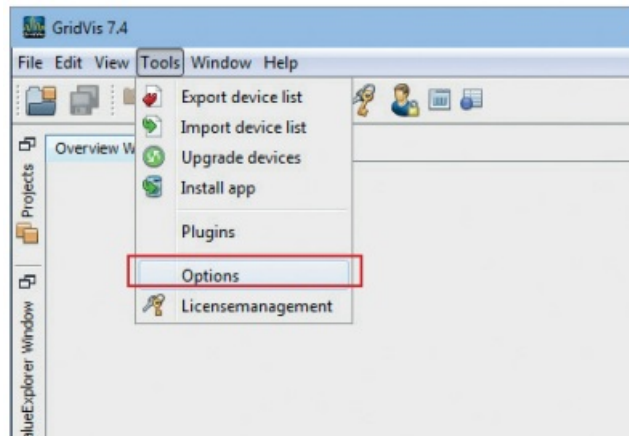 GridVis 7.4
File Edit View Tools Window Help
Export device list
Import device list
Upgrade devices
Install app
Plugins
Options
Licensemanagement
Overview W
Projects
alueExplorer Window